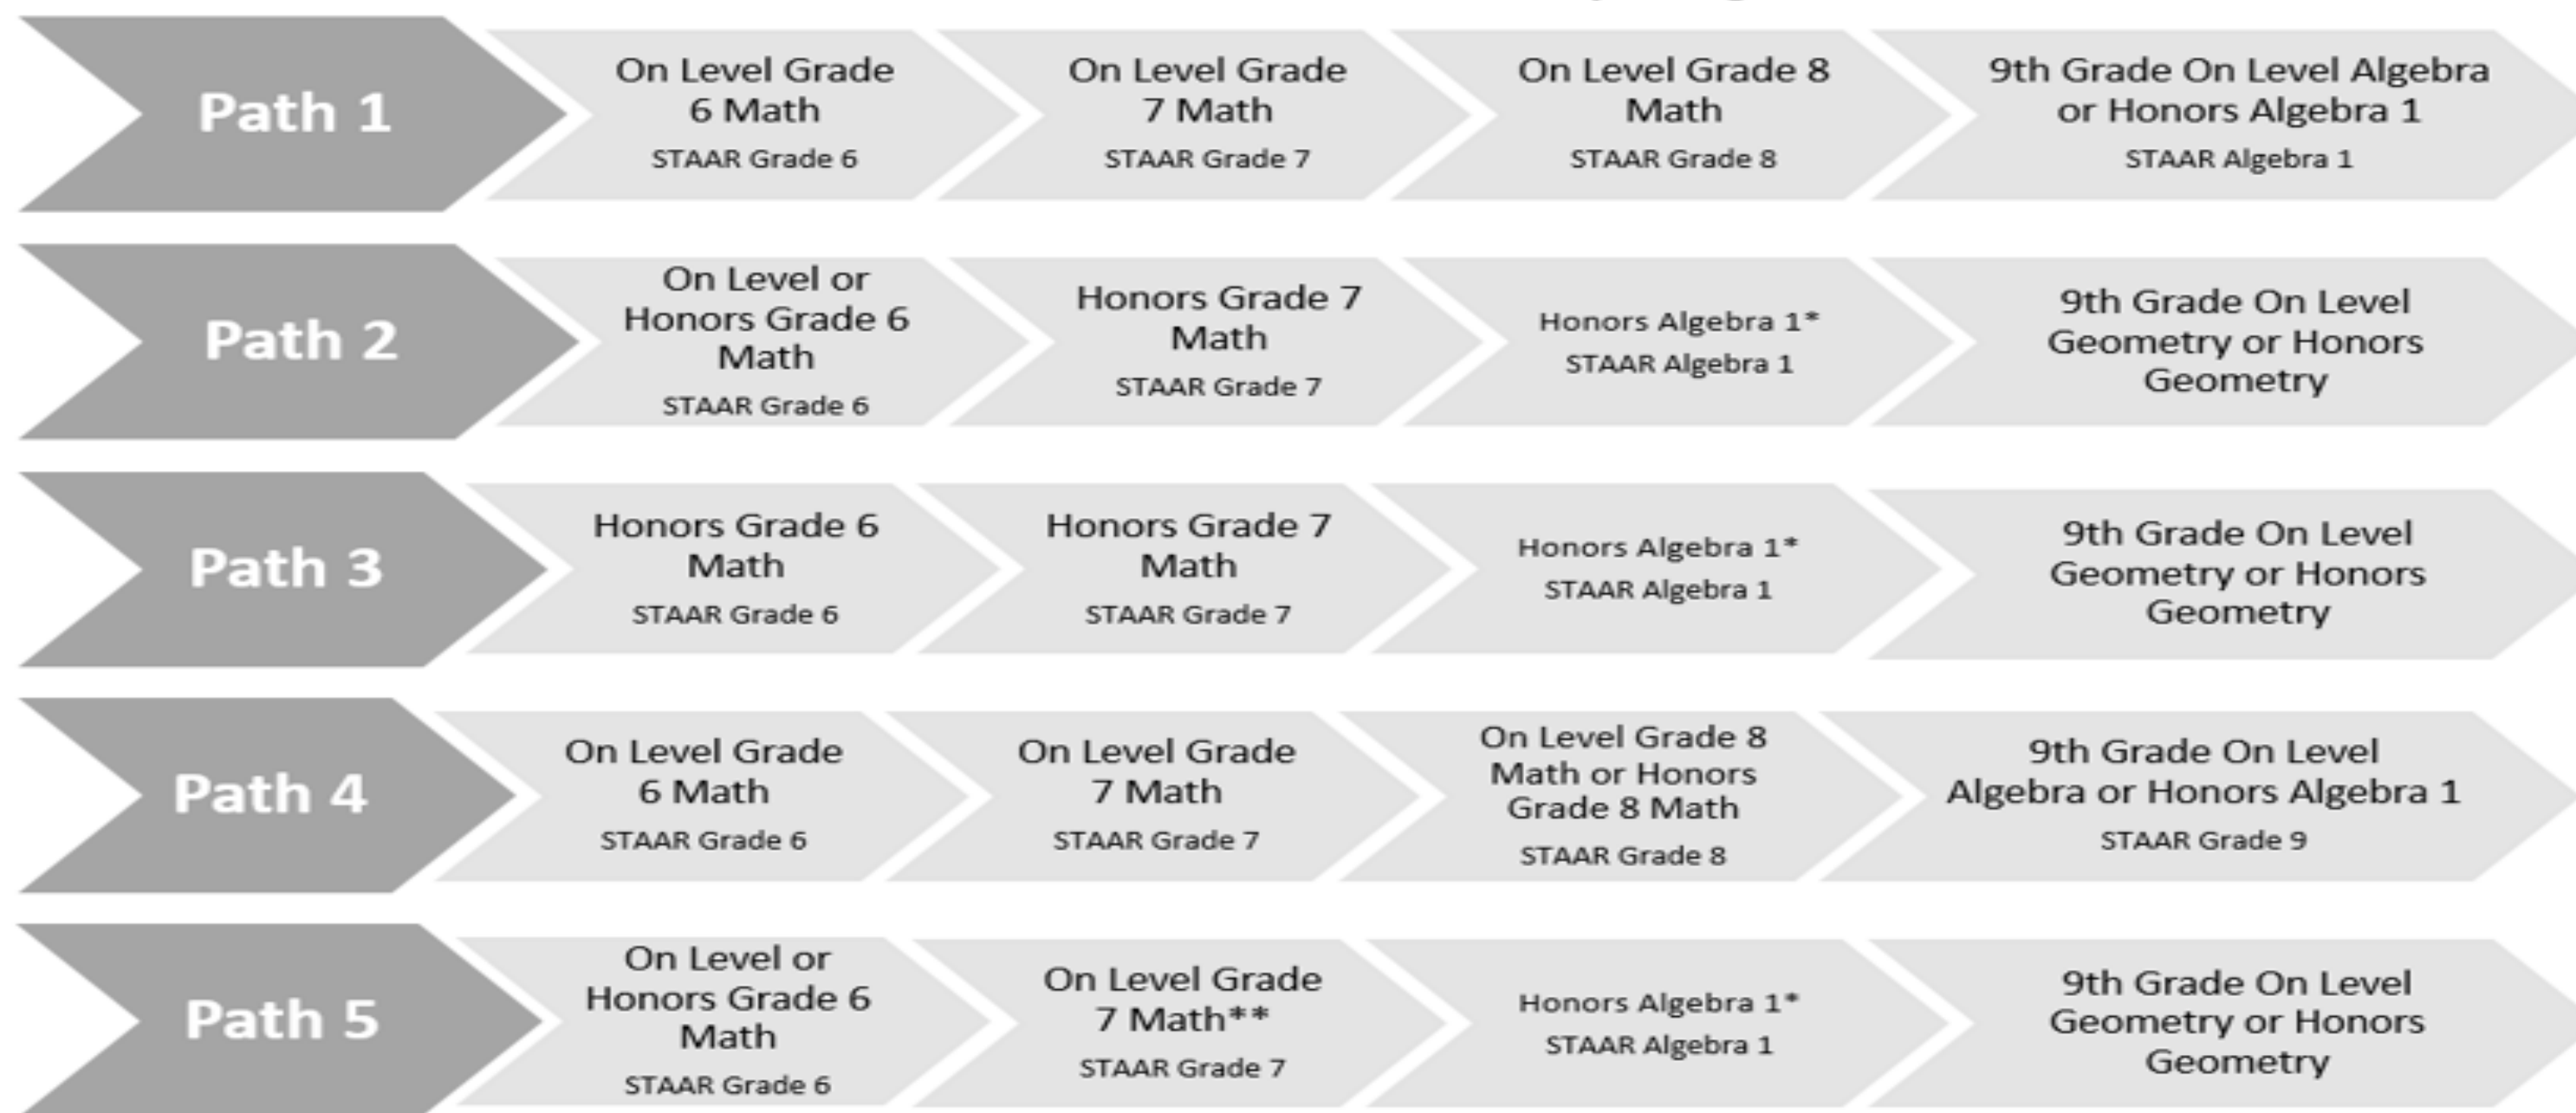 Path 1
On Level Grade
6 Math
STAAR Grade 6
On Level Grade
7 Math
STAAR Grade 7
On Level Grade 8
Math
STAAR Grade 8
9th Grade On Level Algebra
or Honors Algebra 1
STAAR Algebra 1
Path 2
On Level or
Honors Grade 6
Math
STAAR Grade 6
Honors Grade 7
Math
STAAR Grade 7
Honors Algebra 1*
STAAR Algebra 1
9th Grade On Level
Geometry or Honors
Geometry
Path 3
Honors Grade 6
Math
STAAR Grade 6
Honors Grade 7
Math
STAAR Grade 7
Honors Algebra 1*
STAAR Algebra 1
9th Grade On Level
Geometry or Honors
Geometry
Path 4
On Level Grade
6 Math
STAAR Grade 6
On Level Grade
7 Math
STAAR Grade 7
On Level Grade 8
Math or Honors
Grade 8 Math
STAAR Grade 8
9th Grade On Level
Algebra or Honors Algebra 1
STAAR Grade 9
Path 5
On Level or
Honors Grade 6
Math
STAAR Grade 6
On Level Grade
7 Math**
STAAR Grade 7
Honors Algebra 1*
STAAR Algebra 1
9th Grade On Level
Geometry or Honors
Geometry